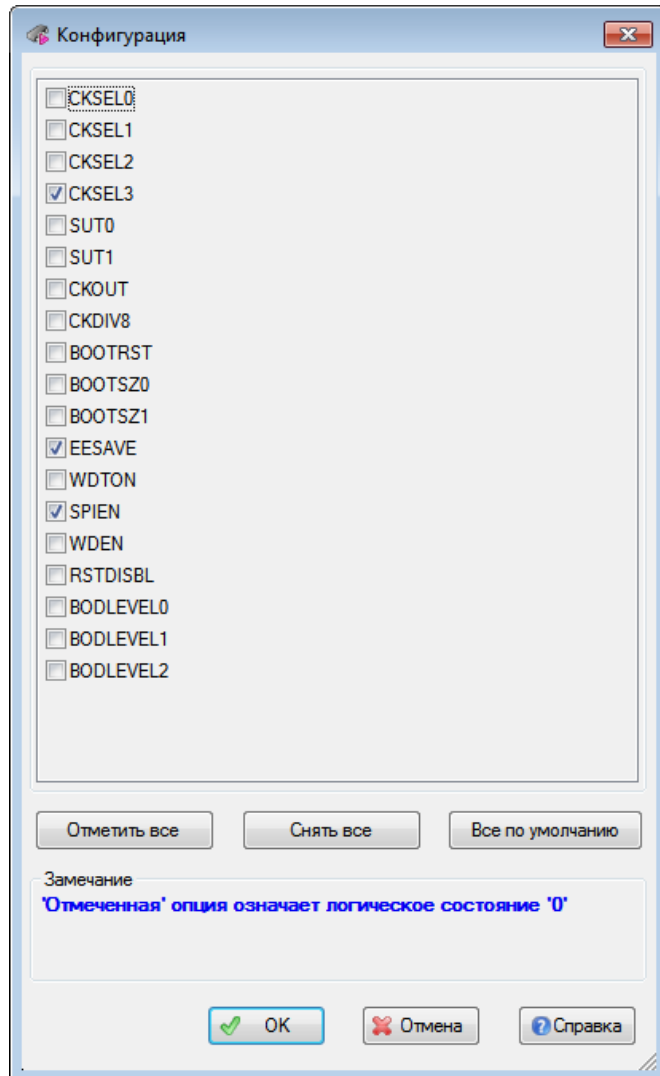 Конфигурация
CKSEL0
CKSEL1
CKSEL2
CKSEL3
SUT0
SUT1
CKOUT
CKDIV8
BOOTRST
BOOTSZ0
BOOTSZ1
EESAVE
WDTON
SPIEN
WDEN
RSTDISBL
BODLEVEL0
BODLEVEL1
BODLEVEL2
Отметить все Снять все Все по умолчанию
Замечание
'Отмеченная' опция означает логическое состояние '0'
OK Отмена Справка